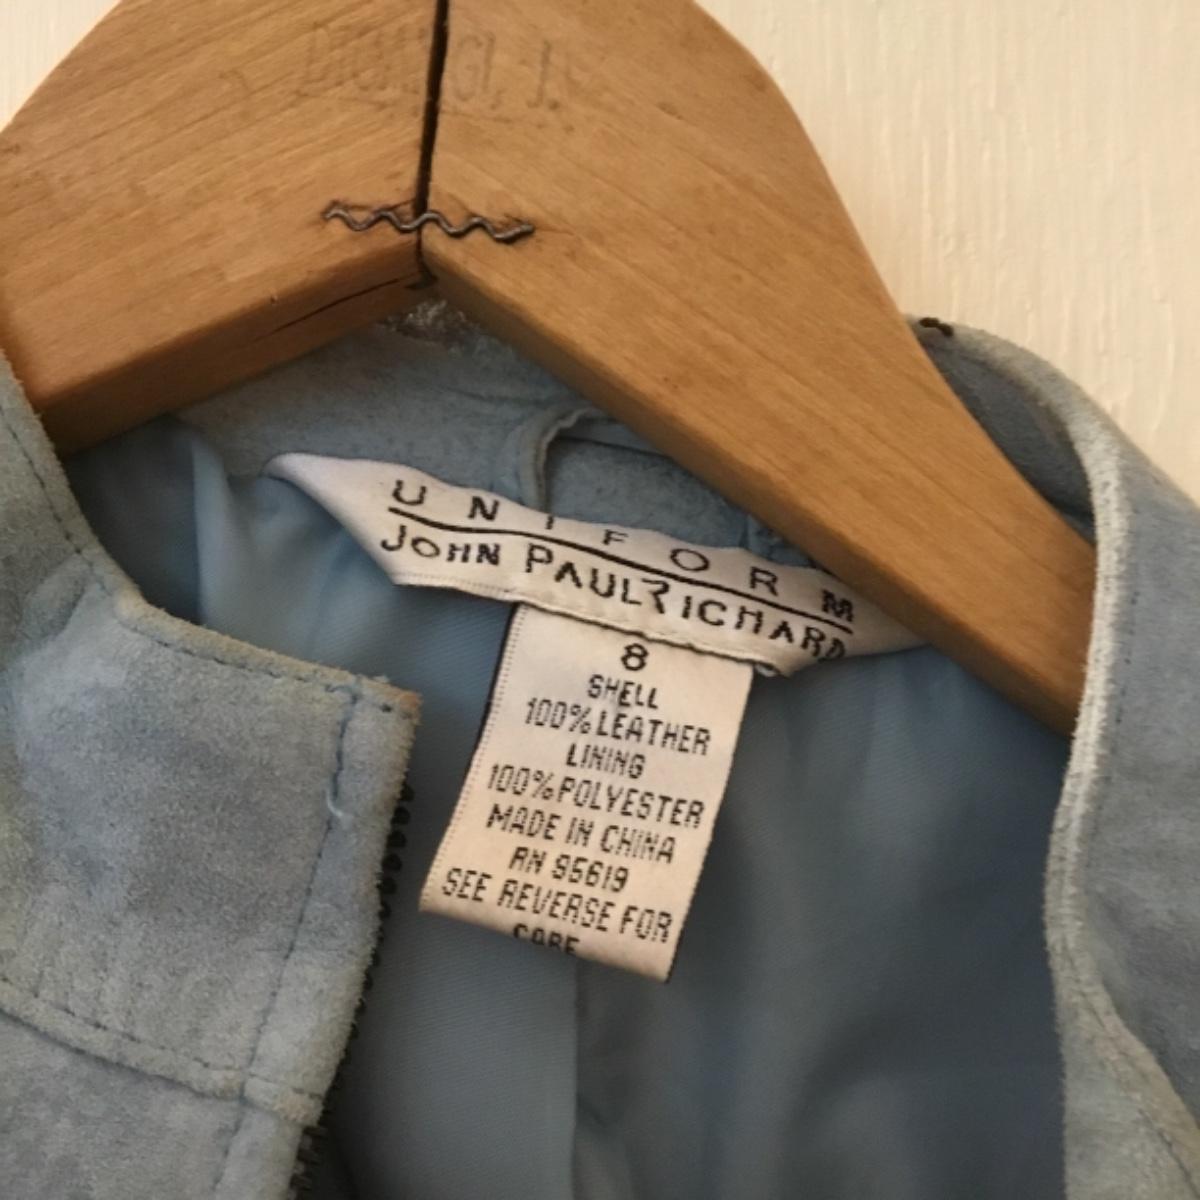 UNIFORM
JOHN PAUL RICHARD
8
SHELL
100% LEATHER
LINING
100% POLYESTER
MADE IN CHINA
RN 95619
SEE REVERSE FOR
CARE